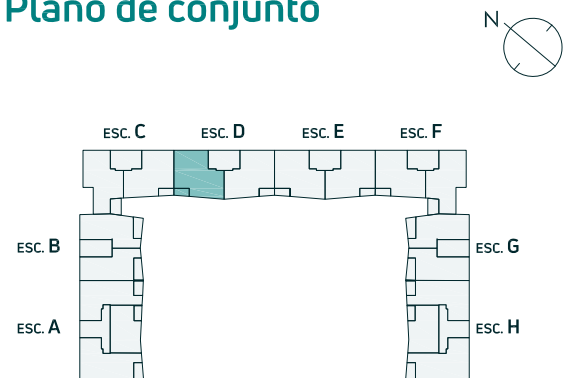 Plano de conjunto
N
ESC. C
ESC. D
ESC. E
ESC. F
ESC. B
ESC. G
ESC. A
ESC. H